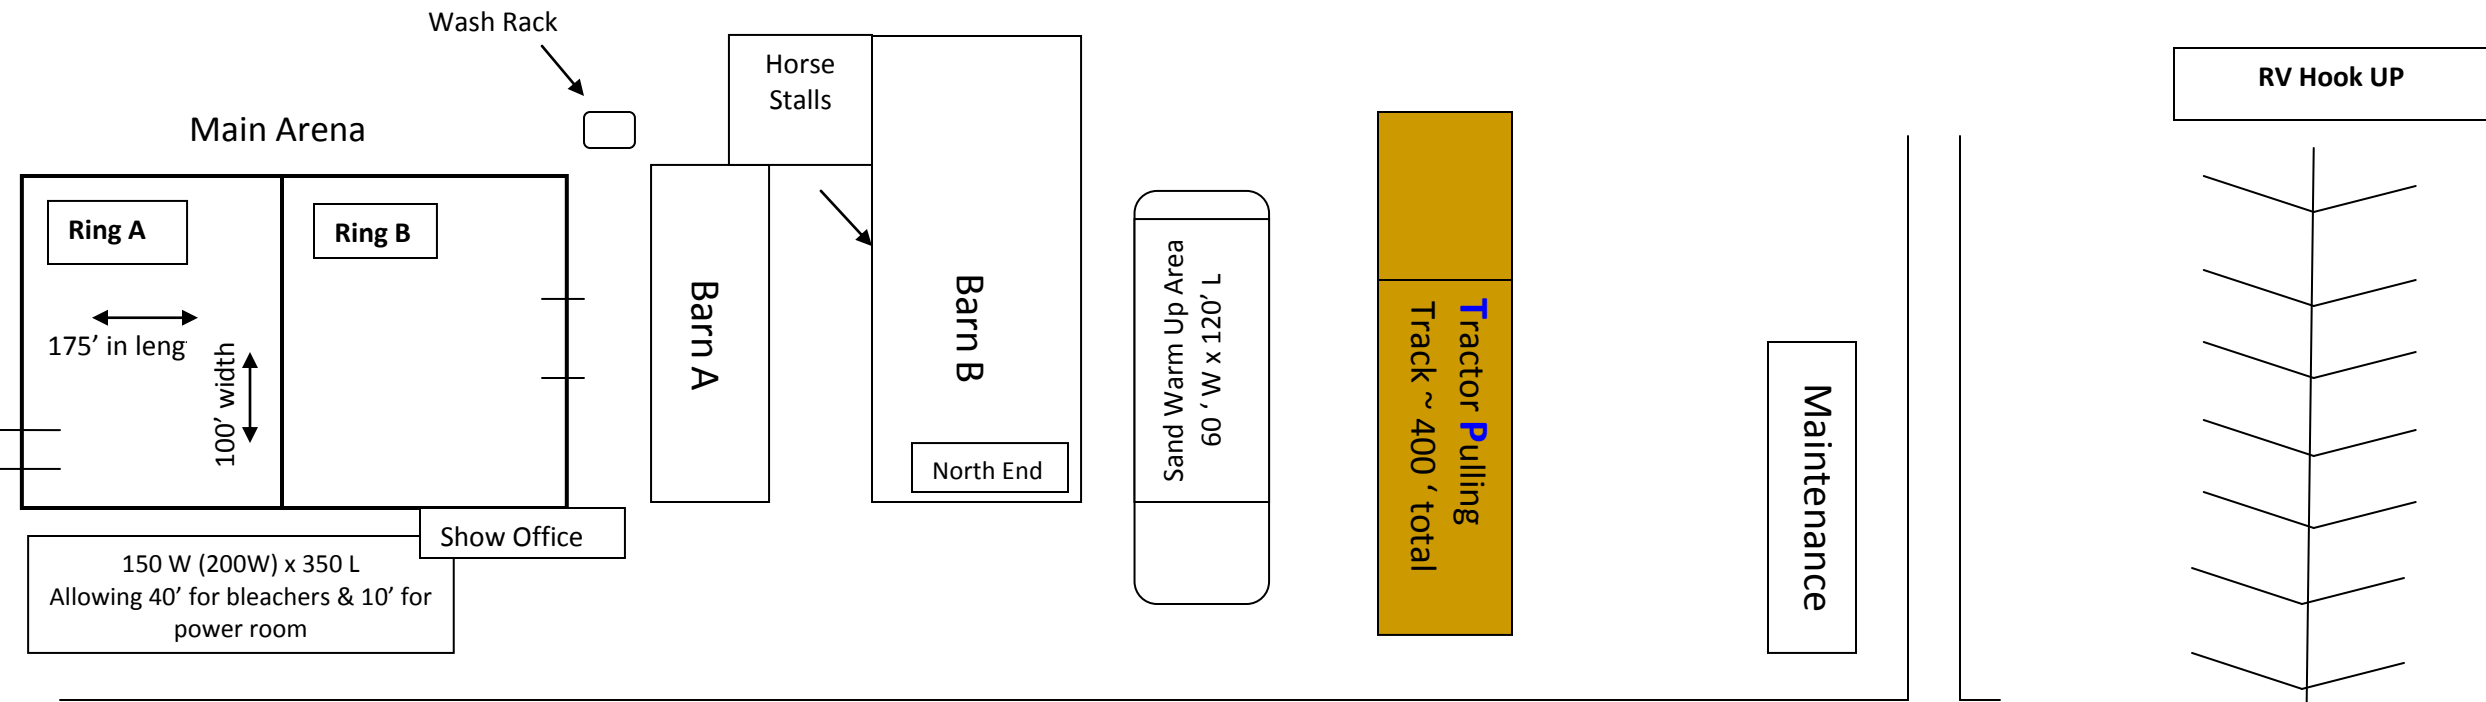 Wash Rack
Horse
Stalls
RV Hook UP
Main Arena
Ring A
Ring B
175’ in leng
100’ width
Barn A
Barn B
North End
Sand Warm Up Area
60 ‘ W x 120’ L
Tractor Pulling
Track ~ 400 ‘ total
Maintenance
Show Office
150 W (200W) x 350 L
Allowing 40’ for bleachers & 10’ for
power room